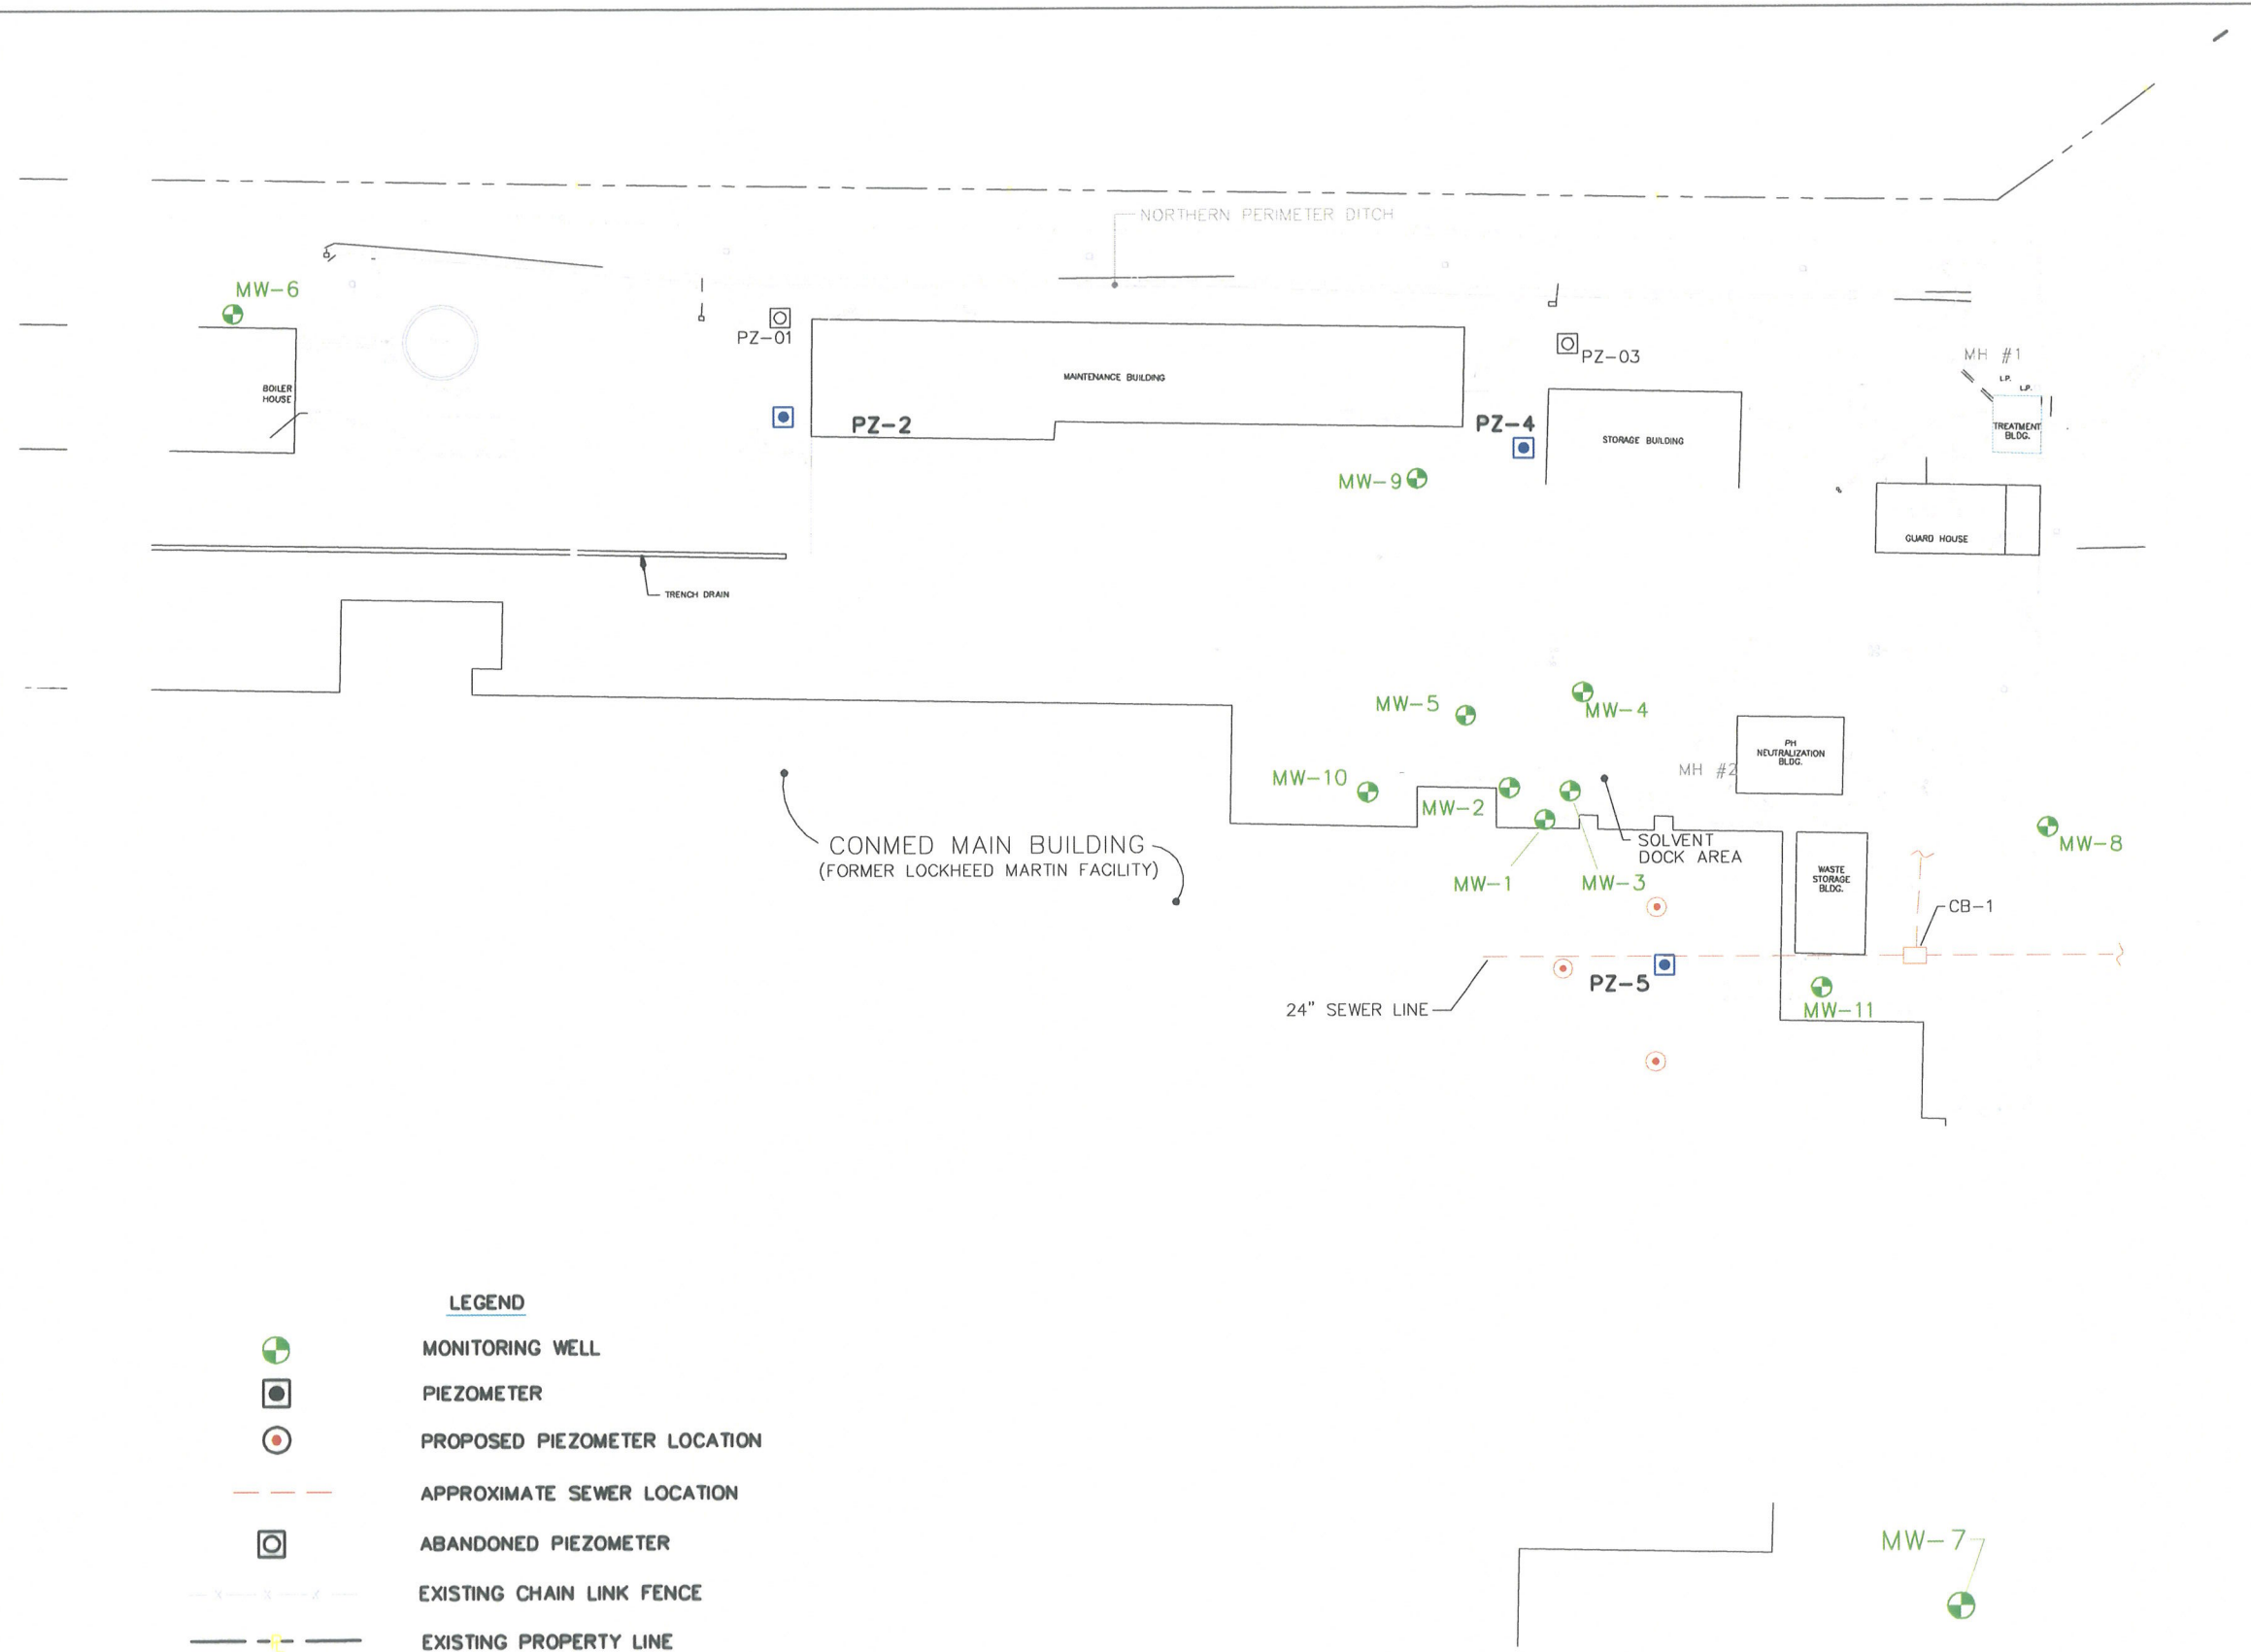 NORTHERN PERIMETER DITCH
MW-6
PZ-01
PZ-03
MH #1
L.P.
L.P.
BOILER
HOUSE
MAINTENANCE BUILDING
PZ-2
PZ-4
STORAGE BUILDING
TREATMENT
BLDG.
MW-9
GUARD HOUSE
TRENCH DRAIN
MW-5
MW-4
PH
NEUTRALIZATION
BLDG.
MH #2
MW-10
MW-2
SOLVENT
DOCK AREA
MW-8
CONMED MAIN BUILDING
(FORMER LOCKHEED MARTIN FACILITY)
MW-1
MW-3
WASTE
STORAGE
BLDG.
CB-1
PZ-5
24" SEWER LINE
MW-11
LEGEND
MONITORING WELL
PIEZOMETER
PROPOSED PIEZOMETER LOCATION
APPROXIMATE SEWER LOCATION
ABANDONED PIEZOMETER
EXISTING CHAIN LINK FENCE
EXISTING PROPERTY LINE
MW-7